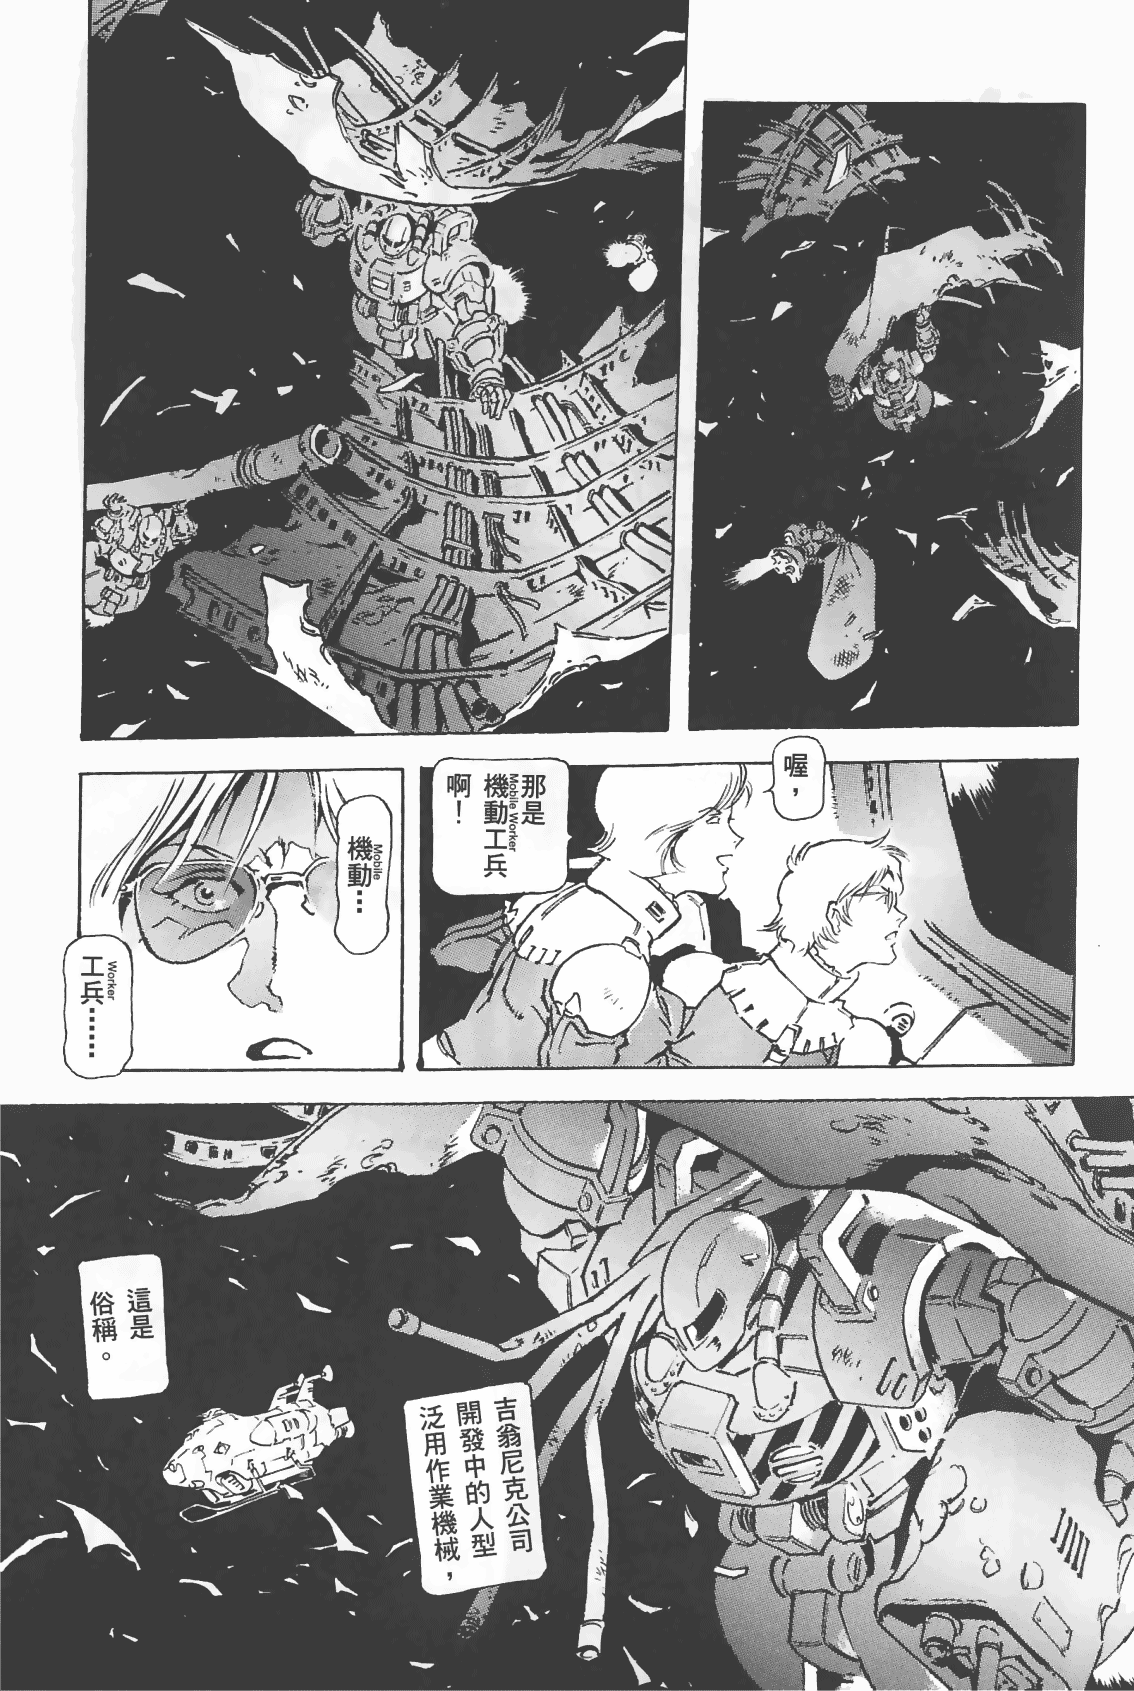 喔，
那是
機動工兵
Mobile Worker
啊！
機動…
Mobile
工兵……
Worker
吉翁尼克公司
開發中的人型
泛用作業機械，
這是
俗稱。